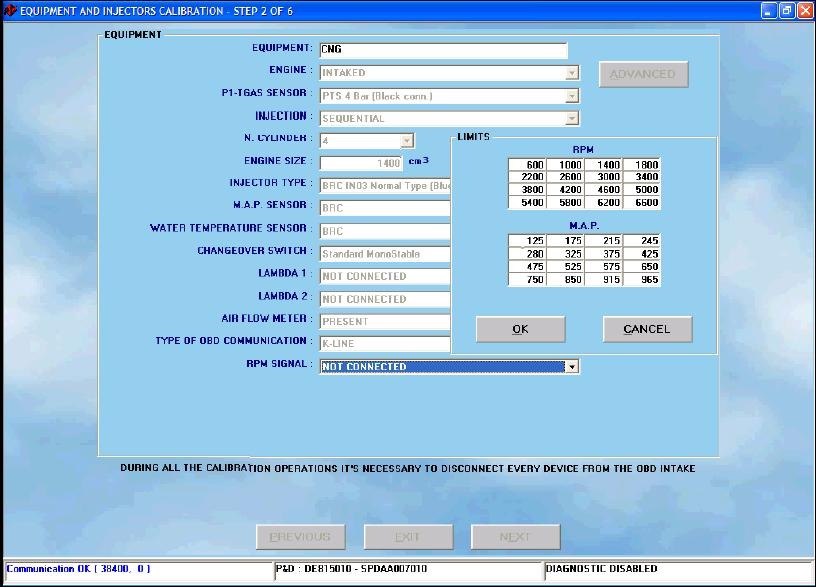 EQUIPMENT AND INJECTORS CALIBRATION - STEP 2 OF 6
EQUIPMENT
EQUIPMENT: CNG
ENGINE : INTAKED
ADVANCED
P1-TGAS SENSOR : PTS 4 Bar (Black conn.)
INJECTION : SEQUENTIAL
N. CYLINDER : 4
ENGINE SIZE : 1400 cm3
INJECTOR TYPE : BRC IN03 Normal Type (Blue
M.A.P. SENSOR : BRC
WATER TEMPERATURE SENSOR : BRC
CHANGEOVER SWITCH : Standard MonoStable
LAMBDA 1 : NOT CONNECTED
LAMBDA 2 : NOT CONNECTED
AIR FLOW METER : PRESENT
TYPE OF OBD COMMUNICATION : K-LINE
RPM SIGNAL : NOT CONNECTED
LIMITS
RPM
600 1000 1400 1800
2200 2600 3000 3400
3800 4200 4600 5000
5400 5800 6200 6600
M.A.P.
125 175 215 245
280 325 375 425
475 525 575 650
750 850 915 965
OK CANCEL
DURING ALL THE CALIBRATION OPERATIONS IT'S NECESSARY TO DISCONNECT EVERY DEVICE FROM THE OBD INTAKE
PREVIOUS EXIT NEXT
Communication OK ( 38400, 0 ) P&D : DE815010 - SPDAA007010 DIAGNOSTIC DISABLED